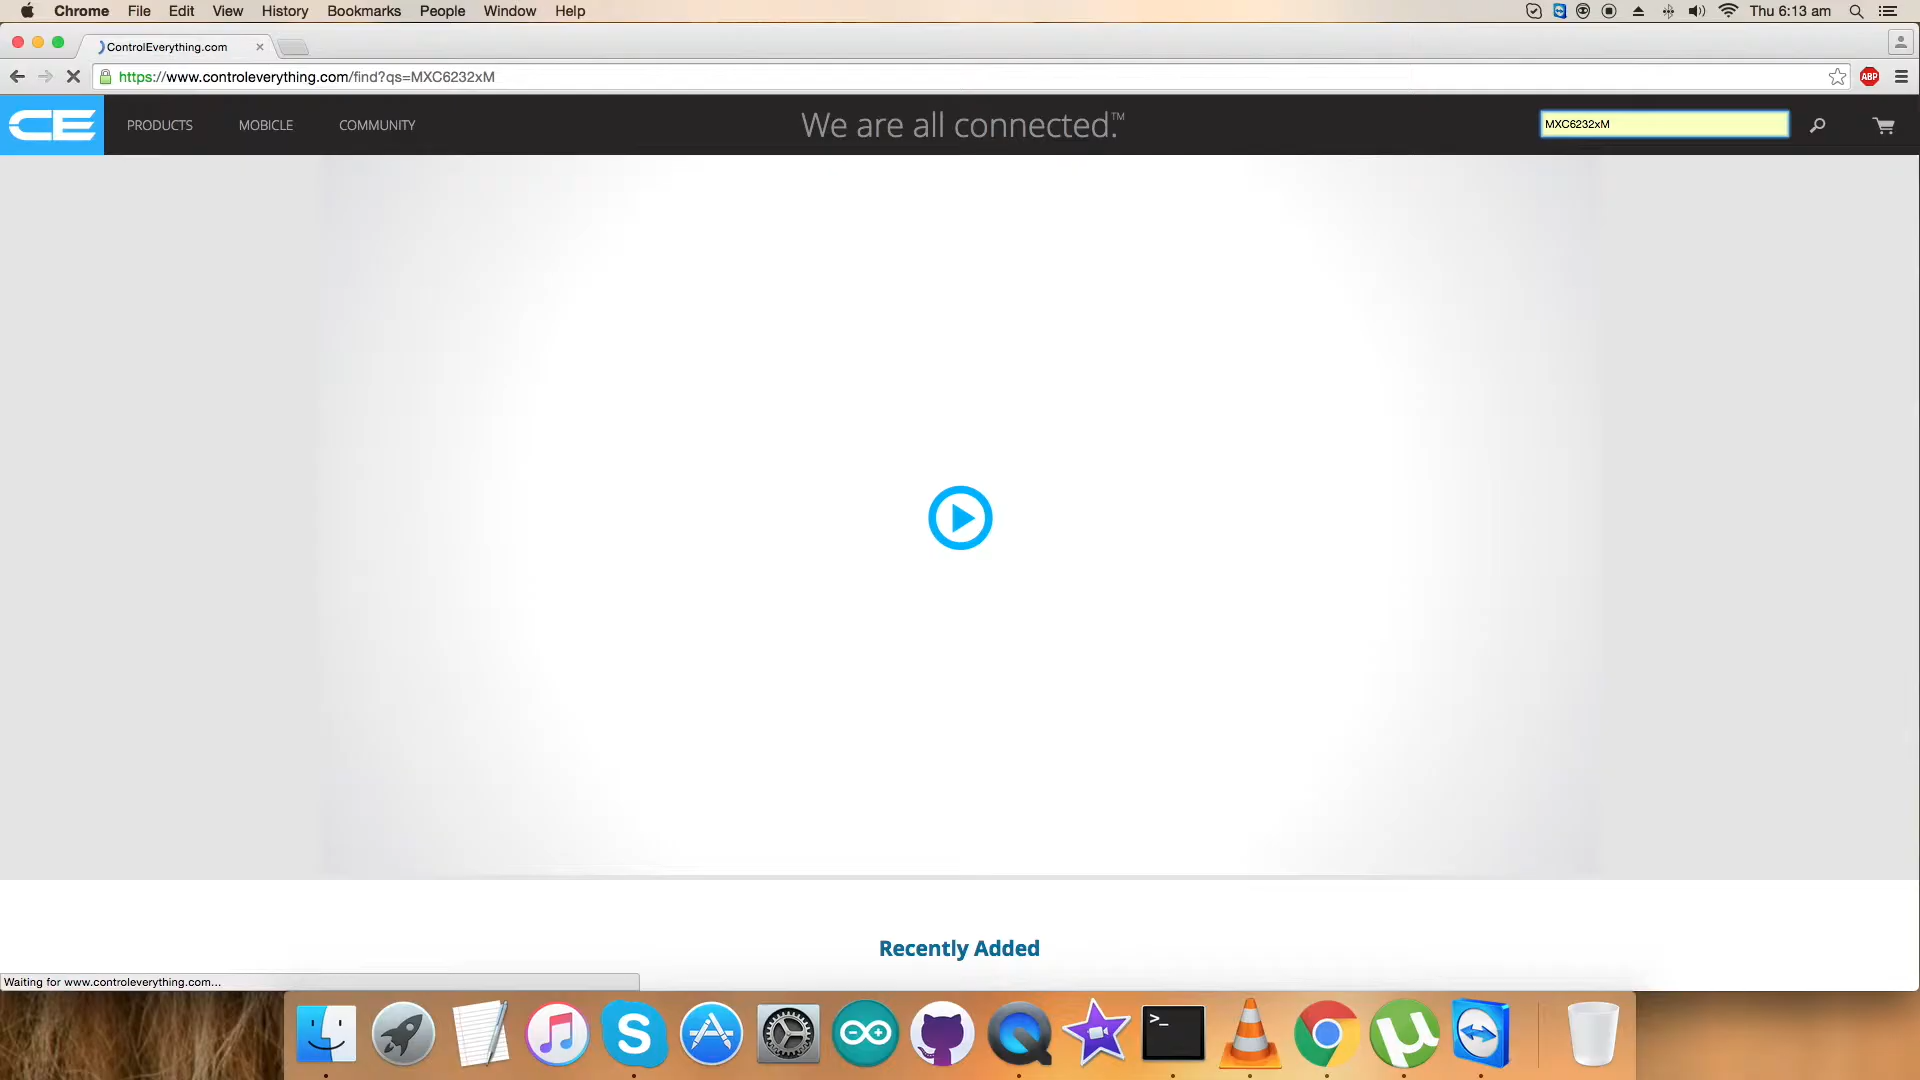 Chrome File Edit View History Bookmarks People Window Help Thu 6:13 am
ControlEverything.com
https://www.controleverything.com/find?qs=MXC6232xM ABP
CE PRODUCTS MOBICLE COMMUNITY We are all connected.™ MXC6232xM
Recently Added
Waiting for www.controleverything.com...